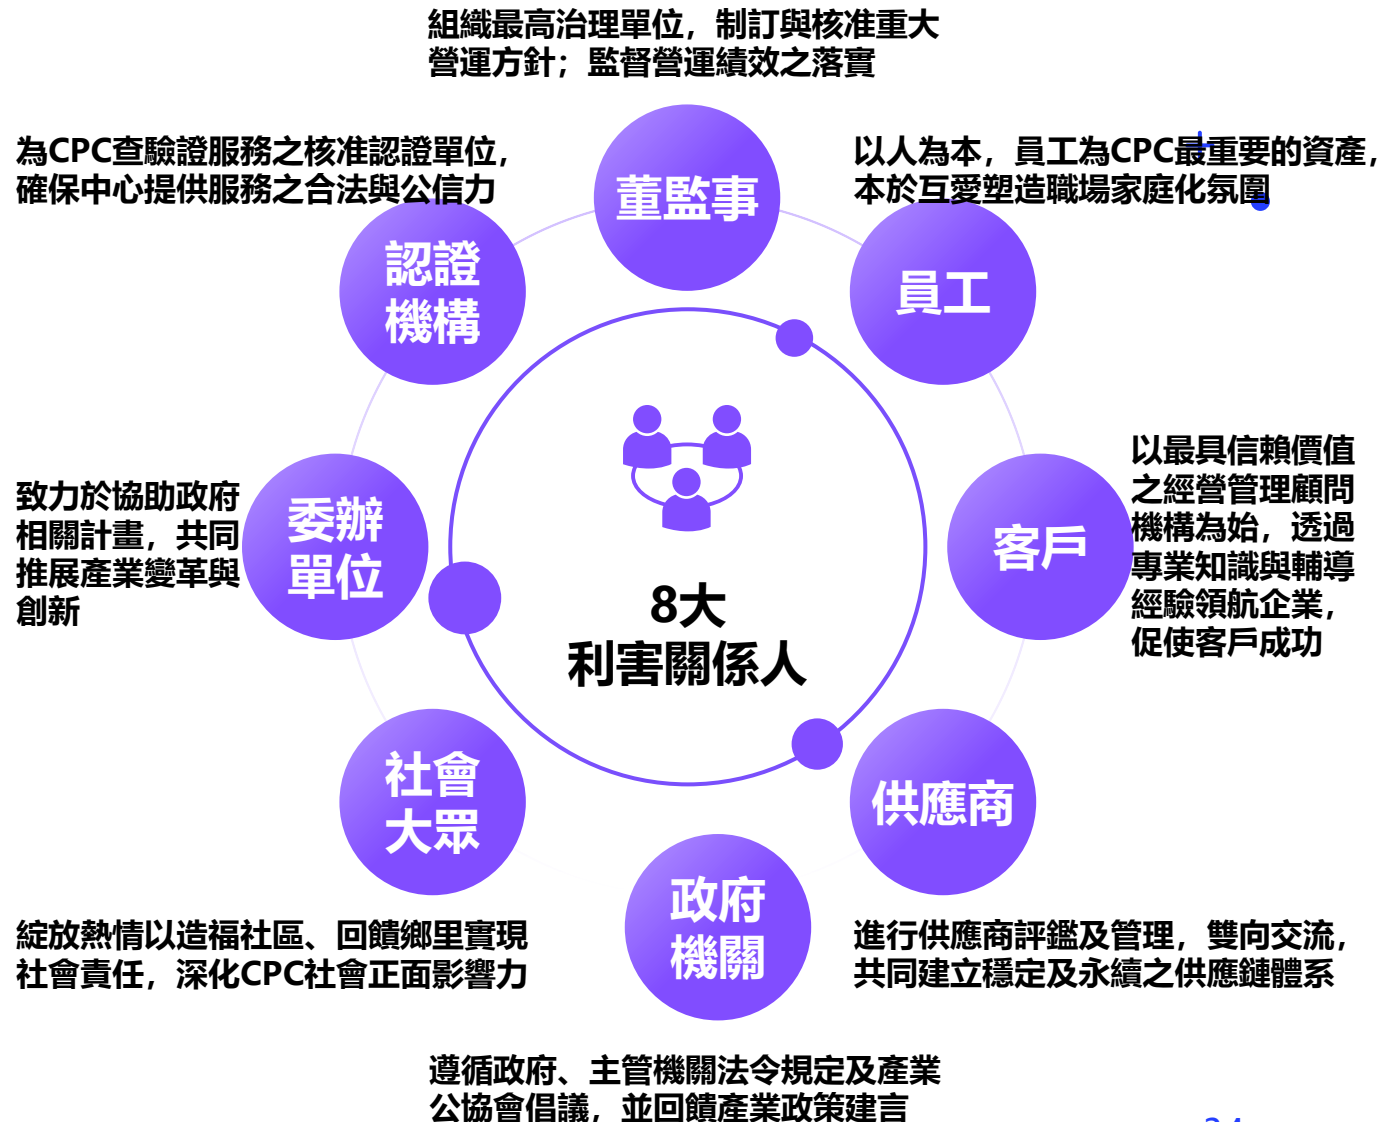 組織最高治理單位，制訂與核准重大
營運方針；監督營運績效之落實
董監事
為CPC查驗證服務之核准認證單位，
確保中心提供服務之合法與公信力
認證
機構
以人為本，員工為CPC最重要的資產，
本於互愛塑造職場家庭化氛圍
員工
致力於協助政府
相關計畫，共同
推展產業變革與
創新
委辦
單位
8大
利害關係人
客戶
以最具信賴價值
之經營管理顧問
機構為始，透過
專業知識與輔導
經驗領航企業，
促使客戶成功
社會
大眾
綻放熱情以造福社區、回饋鄉里實現
社會責任，深化CPC社會正面影響力
供應商
進行供應商評鑑及管理，雙向交流，
共同建立穩定及永續之供應鏈體系
政府
機關
遵循政府、主管機關法令規定及產業
公協會倡議，並回饋產業政策建言